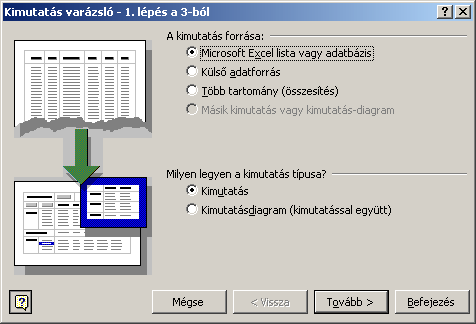 Kimutatás varázsló - 1. lépés a 3-ból
A kimutatás forrása:
Microsoft Excel lista vagy adatbázis
Külső adatforrás
Több tartomány (összesítés)
Másik kimutatás vagy kimutatás-diagram
Milyen legyen a kimutatás típusa?
Kimutatás
Kimutatásdiagram (kimutatással együtt)
Mégse
< Vissza
Tovább >
Befejezés